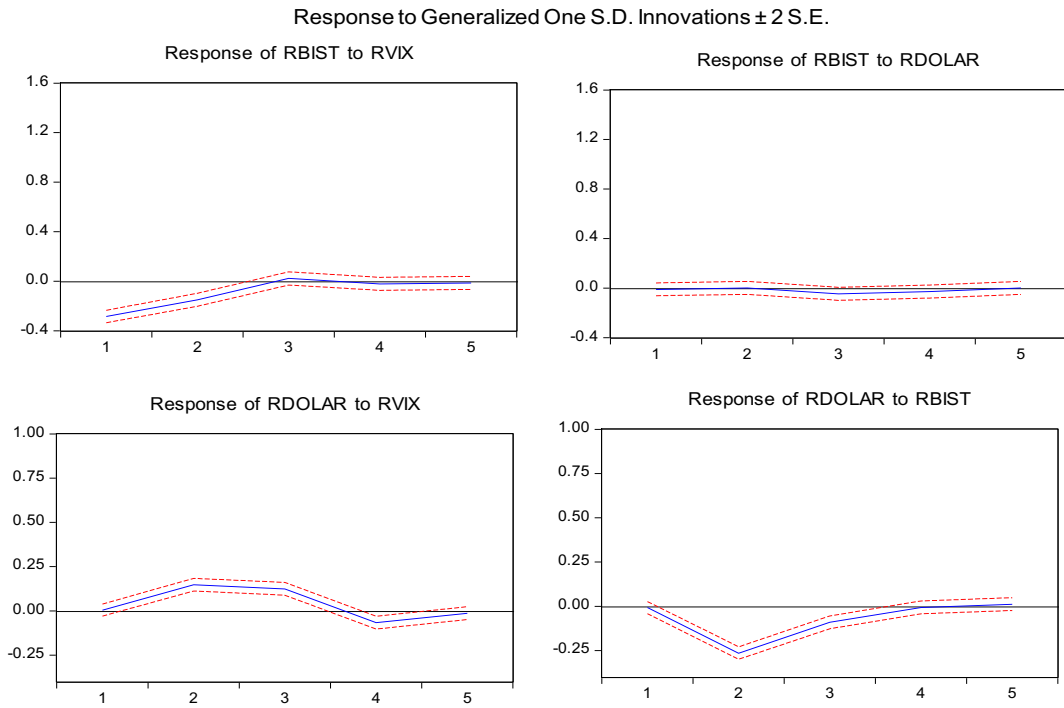 Response to Generalized One S.D. Innovations ± 2 S.E.
Response of RBIST to RVIX
1.6
1.2
0.8
0.4
0.0
-0.4
1 2 3 4 5
Response of RBIST to RDOLAR
1.6
1.2
0.8
0.4
0.0
-0.4
1 2 3 4 5
Response of RDOLAR to RVIX
1.00
0.75
0.50
0.25
0.00
-0.25
1 2 3 4 5
Response of RDOLAR to RBIST
1.00
0.75
0.50
0.25
0.00
-0.25
1 2 3 4 5